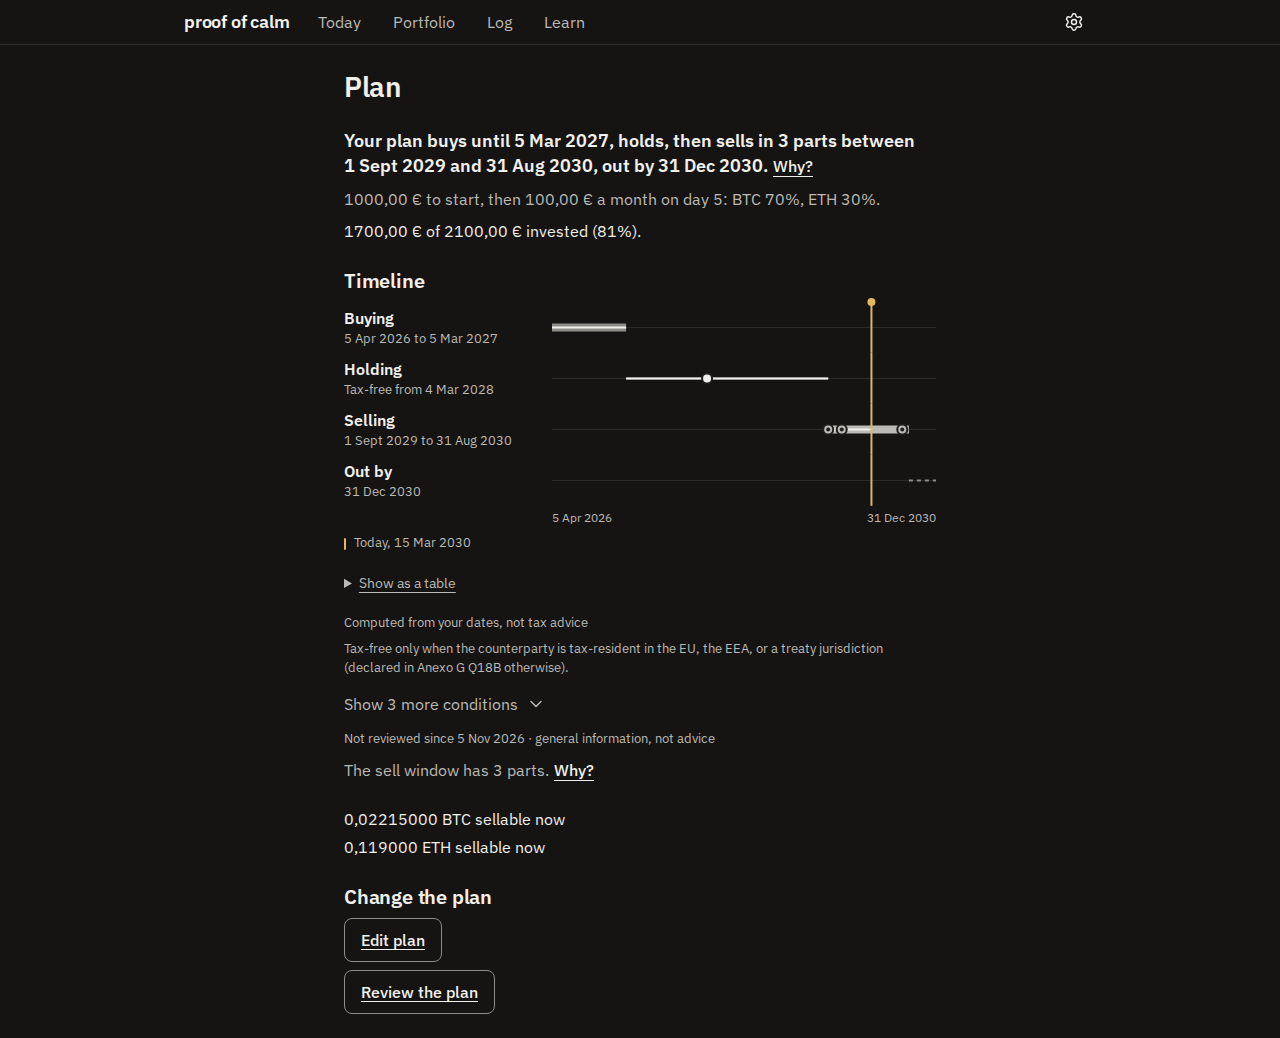 proof of calm Today Portfolio Log Learn
Plan
Your plan buys until 5 Mar 2027, holds, then sells in 3 parts between
1 Sept 2029 and 31 Aug 2030, out by 31 Dec 2030. Why?
1000,00 € to start, then 100,00 € a month on day 5: BTC 70%, ETH 30%.
1700,00 € of 2100,00 € invested (81%).
Timeline
Buying
5 Apr 2026 to 5 Mar 2027
Holding
Tax-free from 4 Mar 2028
Selling
1 Sept 2029 to 31 Aug 2030
Out by
31 Dec 2030
5 Apr 2026 31 Dec 2030
Today, 15 Mar 2030
Show as a table
Computed from your dates, not tax advice
Tax-free only when the counterparty is tax-resident in the EU, the EEA, or a treaty jurisdiction
(declared in Anexo G Q18B otherwise).
Show 3 more conditions
Not reviewed since 5 Nov 2026 · general information, not advice
The sell window has 3 parts. Why?
0,02215000 BTC sellable now
0,119000 ETH sellable now
Change the plan
Edit plan
Review the plan